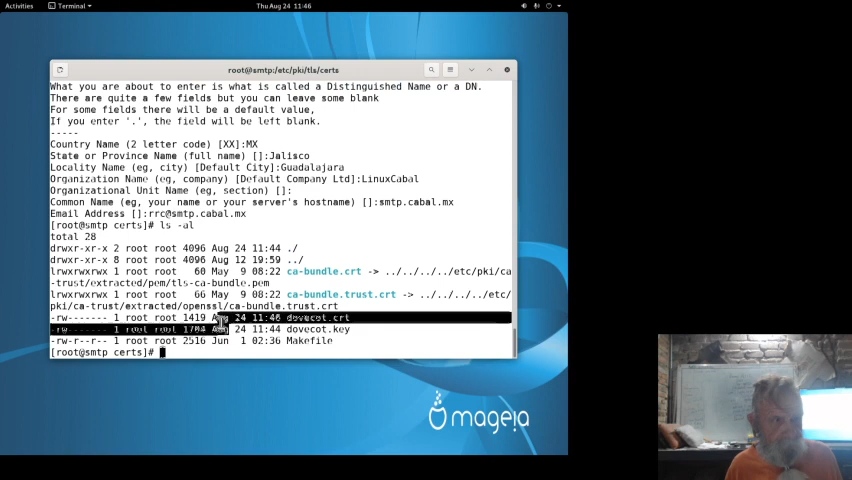 Activities Terminal Thu Aug 24 11:46
root@smtp:/etc/pki/tls/certs
What you are about to enter is what is called a Distinguished Name or a DN.
There are quite a few fields but you can leave some blank
For some fields there will be a default value,
If you enter '.', the field will be left blank.
-----
Country Name (2 letter code) [XX]:MX
State or Province Name (full name) []:Jalisco
Locality Name (eg, city) [Default City]:Guadalajara
Organization Name (eg, company) [Default Company Ltd]:LinuxCabal
Organizational Unit Name (eg, section) []:
Common Name (eg, your name or your server's hostname) []:smtp.cabal.mx
Email Address []:rrc@smtp.cabal.mx
[root@smtp certs]# ls -al
total 28
drwxr-xr-x 2 root root 4096 Aug 24 11:44 ./
drwxr-xr-x 8 root root 4096 Aug 12 19:59 ../
lrwxrwxrwx 1 root root   60 May  9 08:22 ca-bundle.crt -> ../../../../etc/pki/ca
-trust/extracted/pem/tls-ca-bundle.pem
lrwxrwxrwx 1 root root   66 May  9 08:22 ca-bundle.trust.crt -> ../../../../etc/
pki/ca-trust/extracted/openssl/ca-bundle.trust.crt
-rw------- 1 root root 1419 Aug 24 11:46 dovecot.crt
-rw------- 1 root root 1704 Aug 24 11:44 dovecot.key
-rw-r--r-- 1 root root 2516 Jun  1 02:36 Makefile
[root@smtp certs]#
mageia